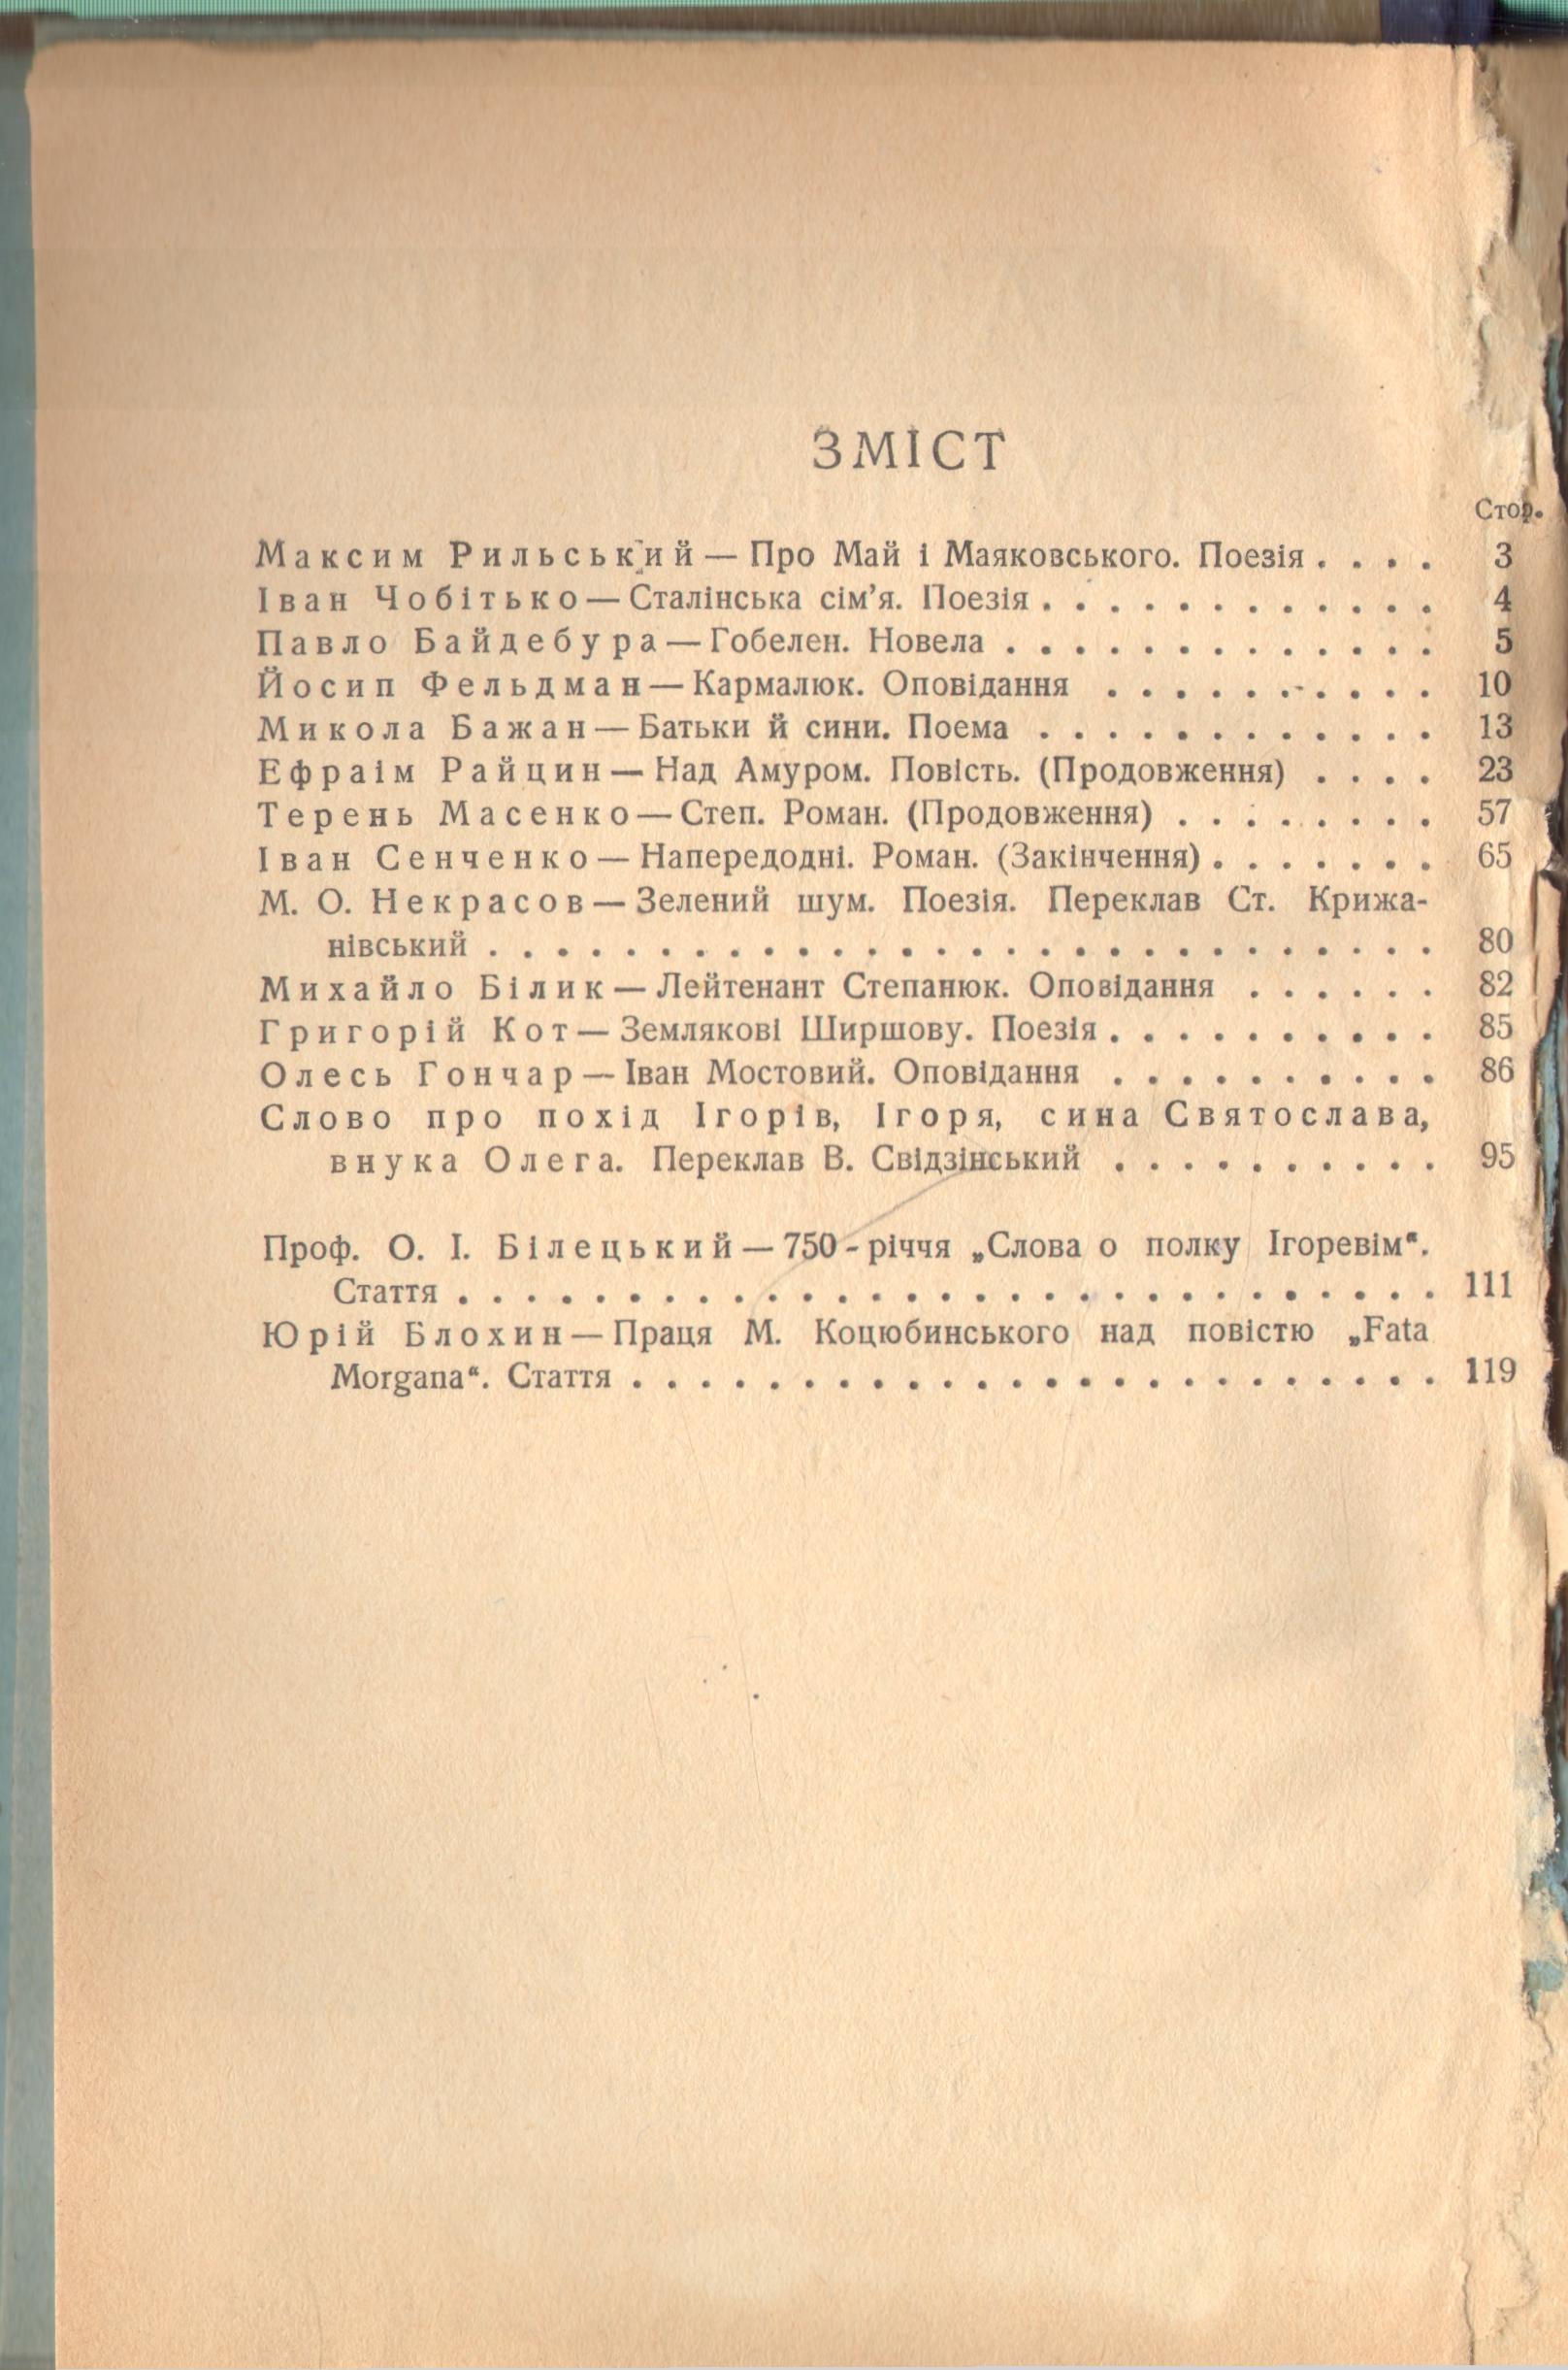 ЗМІСТ
Стор.
Максим Рильський — Про Май і Маяковського. Поезія . . . . 3
Іван Чобітько — Сталінська сім’я. Поезія . . . . . . . . . . . . 4
Павло Байдебура — Гобелен. Новела . . . . . . . . . . . . . 5
Йосип Фельдман — Кармалюк. Оповідання . . . . . . . . . . 10
Микола Бажан — Батьки й сини. Поема . . . . . . . . . . . . 13
Ефраім Райцин — Над Амуром. Повість. (Продовження) . . . . 23
Терень Масенко — Степ. Роман. (Продовження) . . . . . . . . 57
Іван Сенченко — Напередодні. Роман. (Закінчення) . . . . . . . 65
М. О. Некрасов — Зелений шум. Поезія. Переклав Ст. Крижа-
нівський . . . . . . . . . . . . . . . . . . . . . . . . . . . . 80
Михайло Білик — Лейтенант Степанюк. Оповідання . . . . . . 82
Григорій Кот — Землякові Ширшову. Поезія . . . . . . . . . . 85
Олесь Гончар — Іван Мостовий. Оповідання . . . . . . . . . . 86
Слово про похід Ігорів, Ігоря, сина Святослава,
внука Олега. Переклав В. Свідзінський . . . . . . . . . . 95
Проф. О. І. Білецький — 750-річчя „Слова о полку Ігоревім“.
Стаття . . . . . . . . . . . . . . . . . . . . . . . . . . . . . 111
Юрій Блохин — Праця М. Коцюбинського над повістю „Fata
Morgana“. Стаття . . . . . . . . . . . . . . . . . . . . . . . . 119